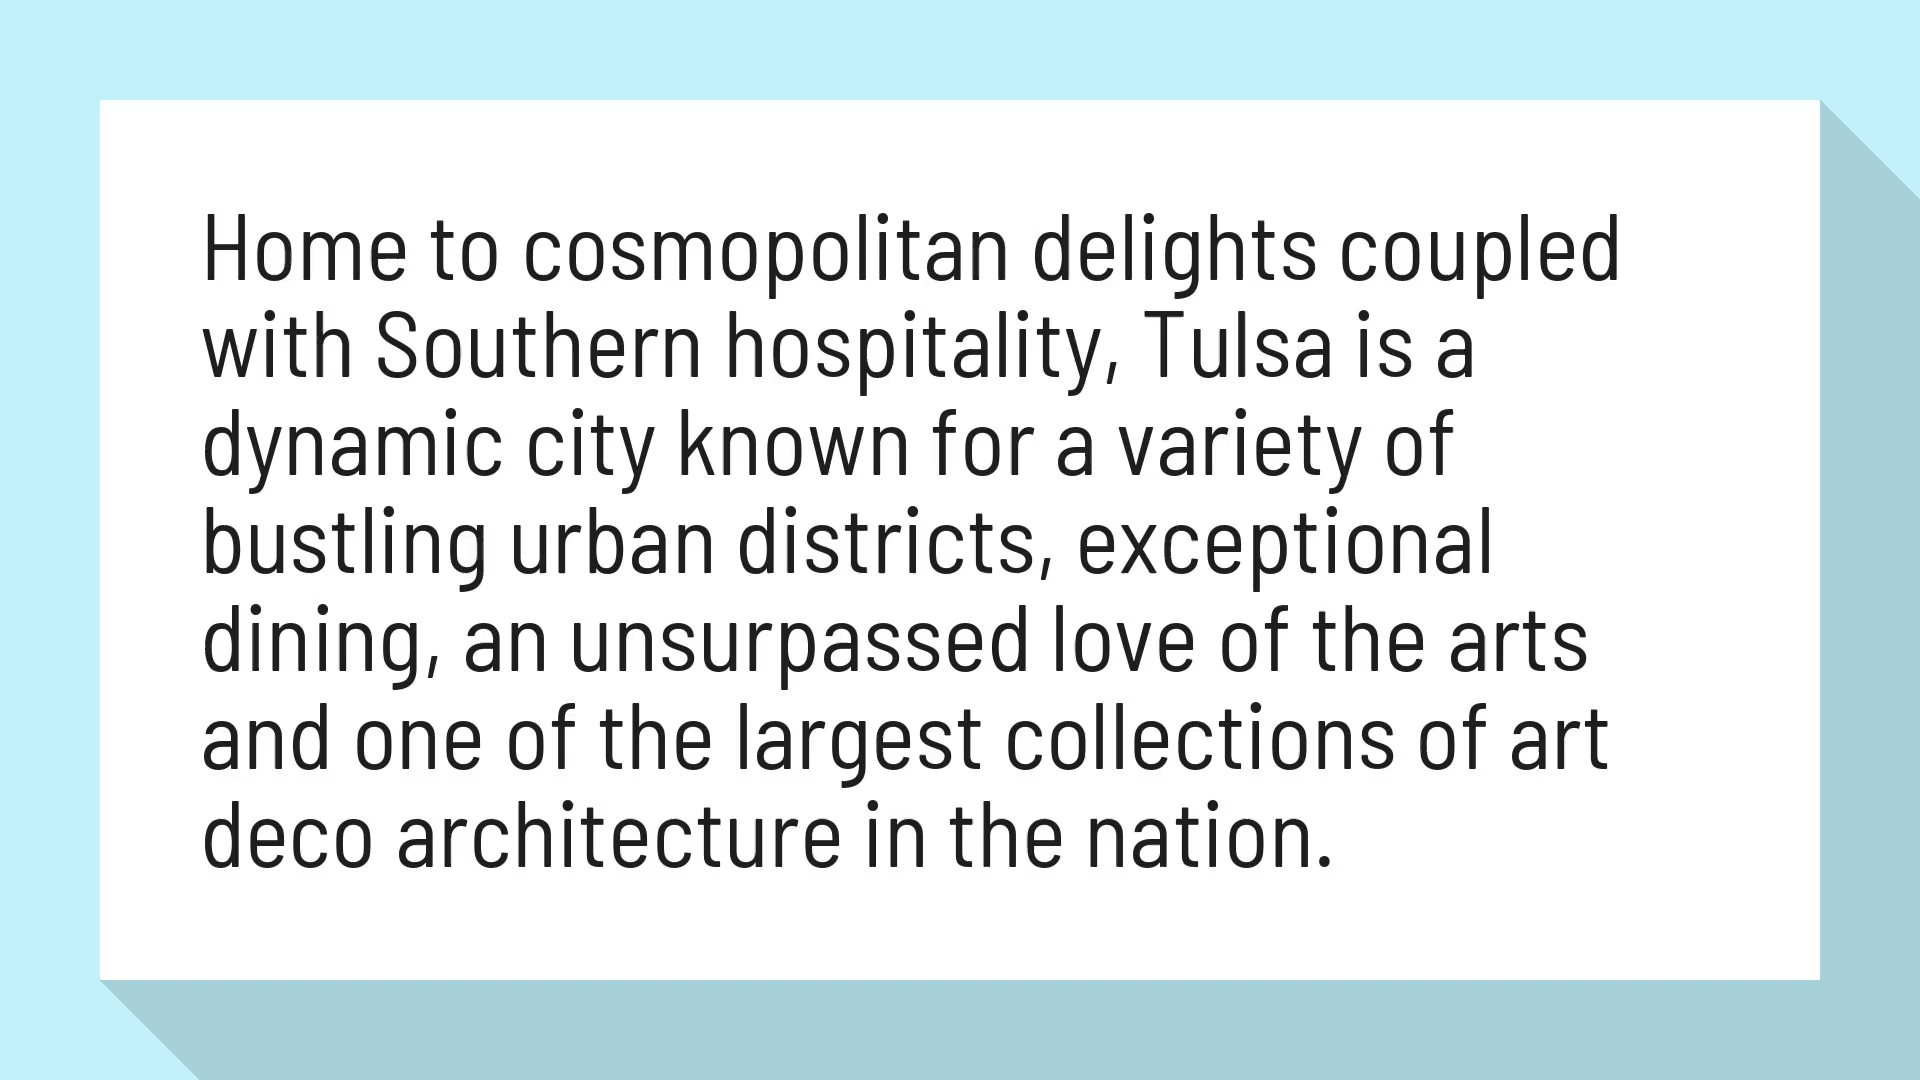 Home to cosmopolitan delights coupled
with Southern hospitality, Tulsa is a
dynamic city known for a variety of
bustling urban districts, exceptional
dining, an unsurpassed love of the arts
and one of the largest collections of art
deco architecture in the nation.